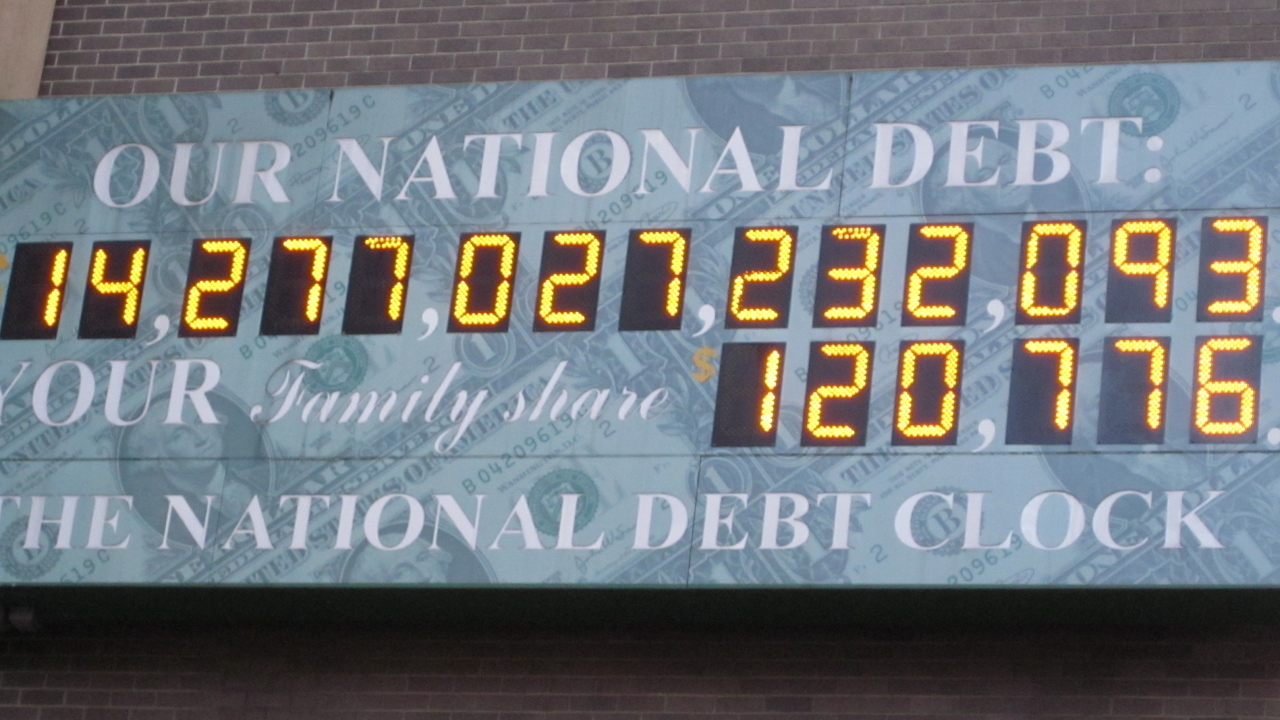 OUR NATIONAL DEBT:
14,277,027,232,093
YOUR Family share $120,776
THE NATIONAL DEBT CLOCK